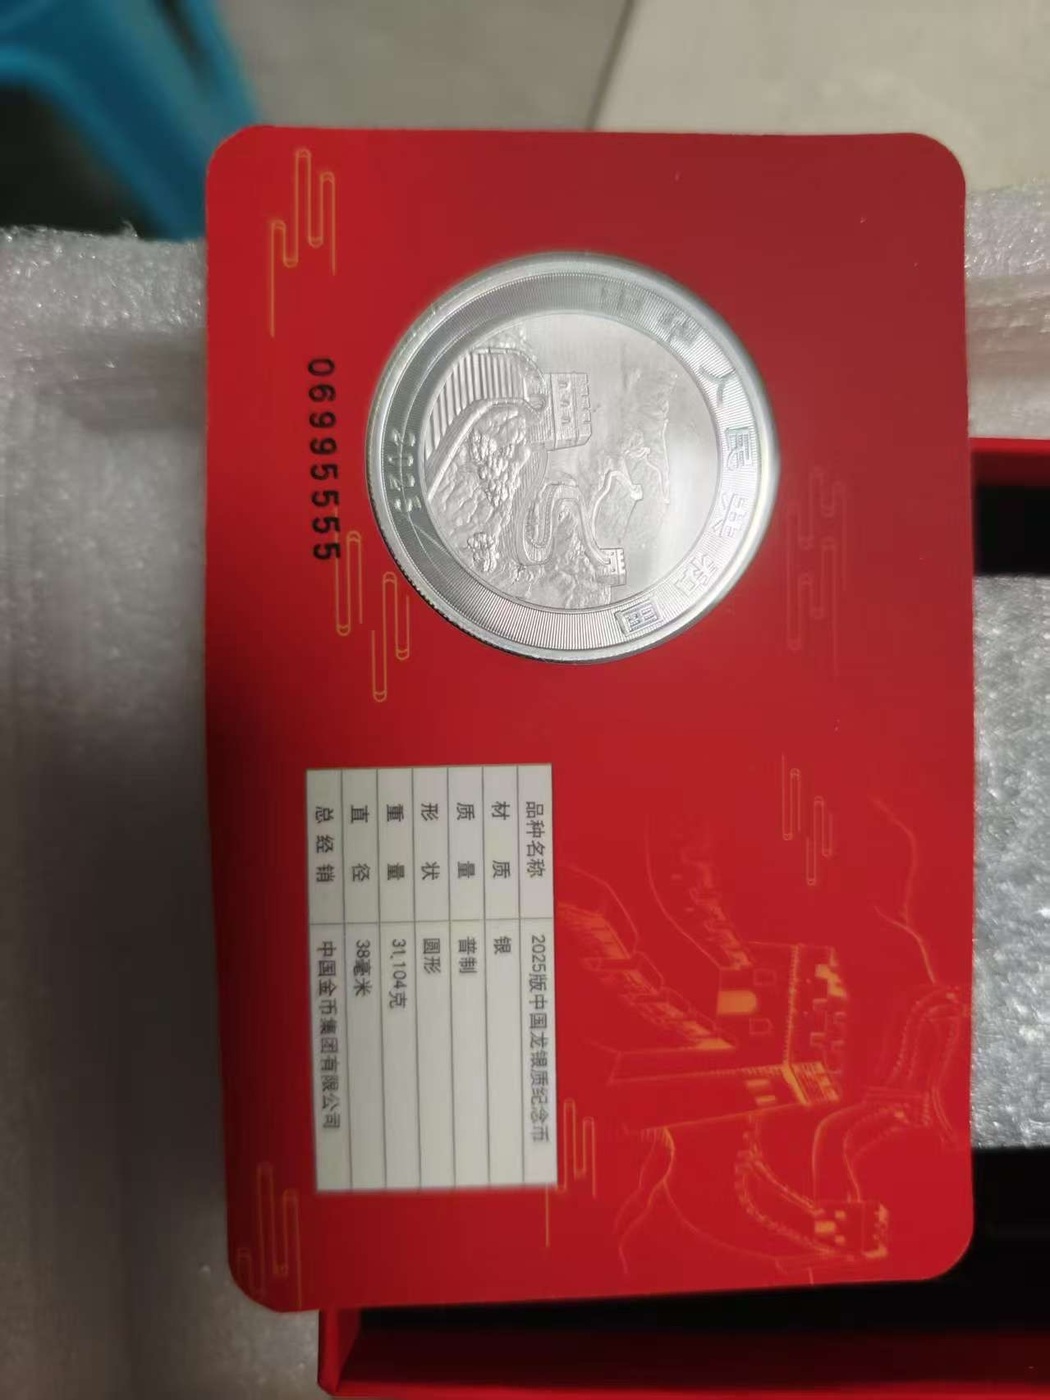 中华人民共和国
2025
06995555
品种名称 2025版中国龙银质纪念币
材质 银
质量 普制
形状 圆形
重量 31.104克
直径 38毫米
总经销 中国金币集团有限公司